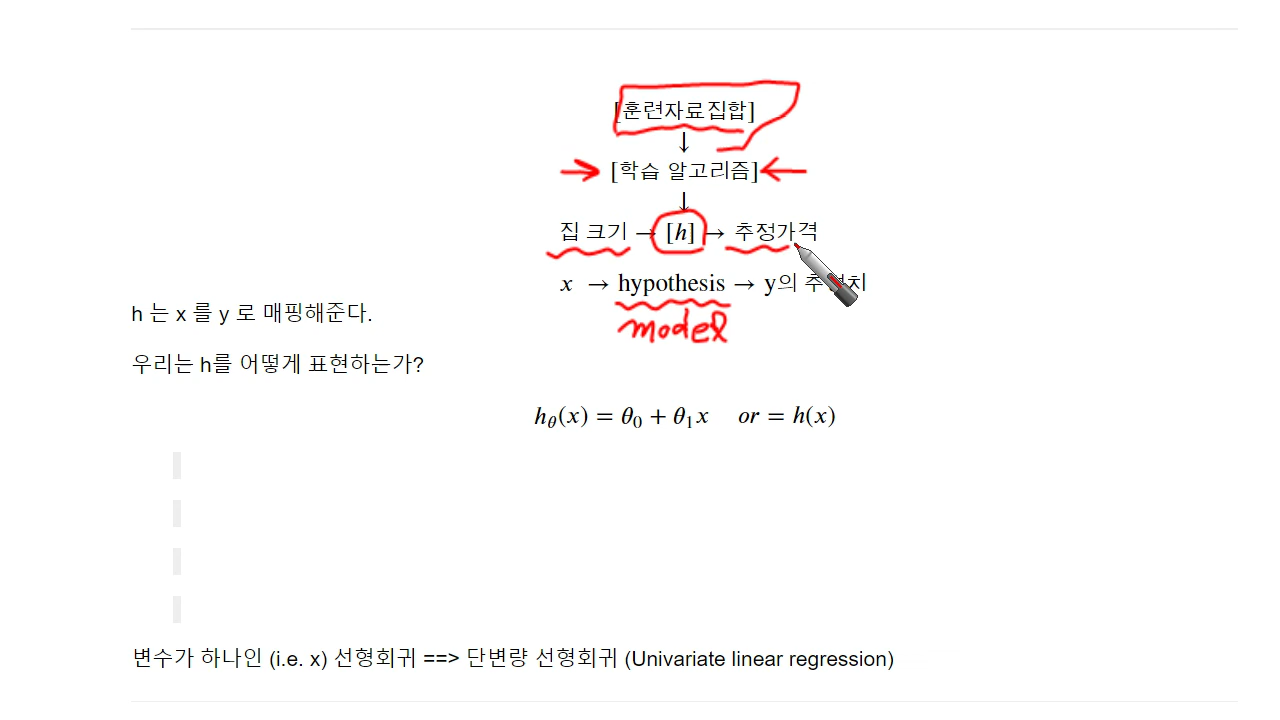 [훈련자료집합]
↓
[학습 알고리즘]
↓
집 크기 → [h] → 추정가격
x → hypothesis → y의
model
h 는 x 를 y 로 매핑해준다.
우리는 h를 어떻게 표현하는가?
hθ(x) = θ0 + θ1x or = h(x)
변수가 하나인 (i.e. x) 선형회귀 ==> 단변량 선형회귀 (Univariate linear regression)